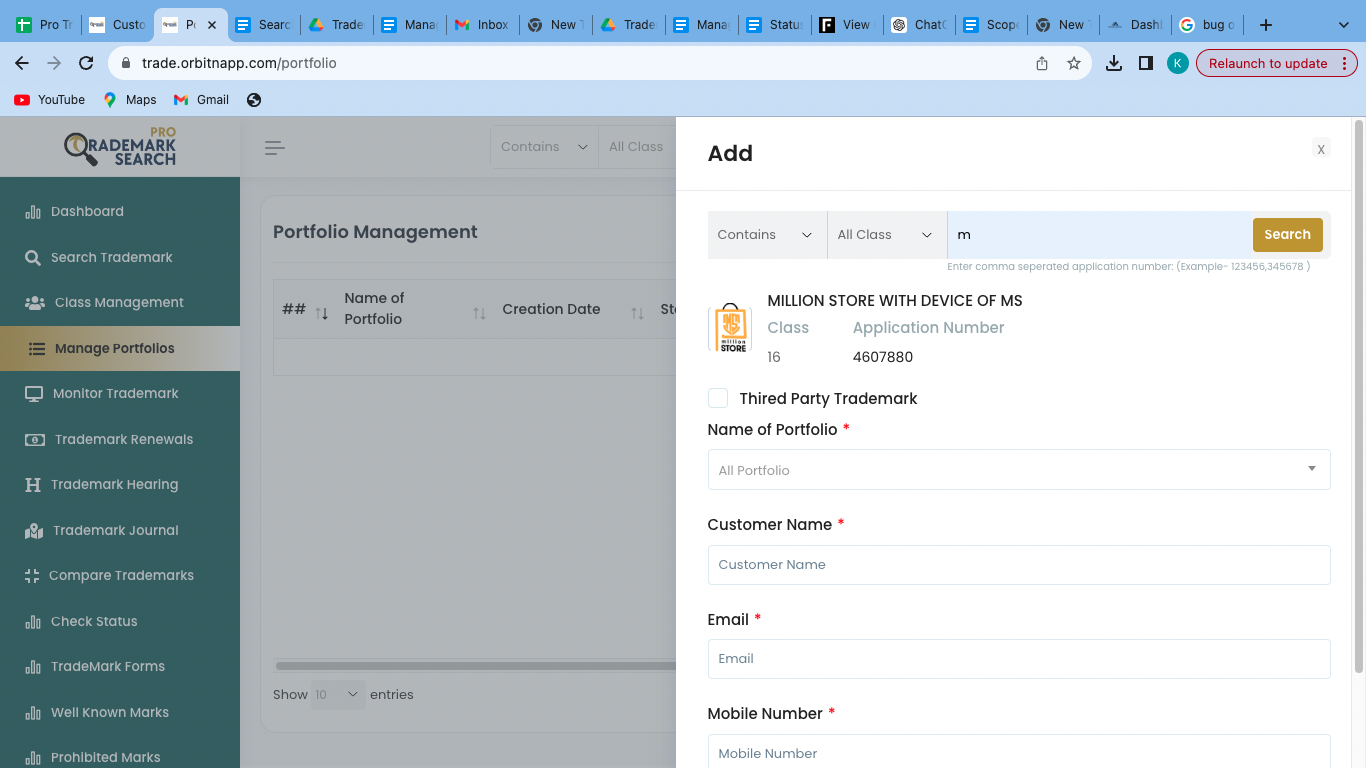 Pro Tr
Custo
Po
Searc
Trade
Mana
Inbox
New T
Trade
Mana
Statu
View
ChatG
Scope
New
Dash
bug o
trade.orbitnapp.com/portfolio
K
Relaunch to update
YouTube
Maps
Gmail
PRO
TRADEMARK
SEARCH
Contains
All Class
Dashboard
Search Trademark
Class Management
Manage Portfolios
Monitor Trademark
Trademark Renewals
Trademark Hearing
Trademark Journal
Compare Trademarks
Check Status
TradeMark Forms
Well Known Marks
Prohibited Marks
Portfolio Management
##
Name of
Portfolio
Creation Date
Show 10 entries
Add
X
Contains
All Class
m
Search
Enter comma seperated application number: (Example- 123456,345678 )
million
STORE
MILLION STORE WITH DEVICE OF MS
Class
Application Number
16
4607880
Thired Party Trademark
Name of Portfolio *
All Portfolio
Customer Name *
Customer Name
Email *
Email
Mobile Number *
Mobile Number